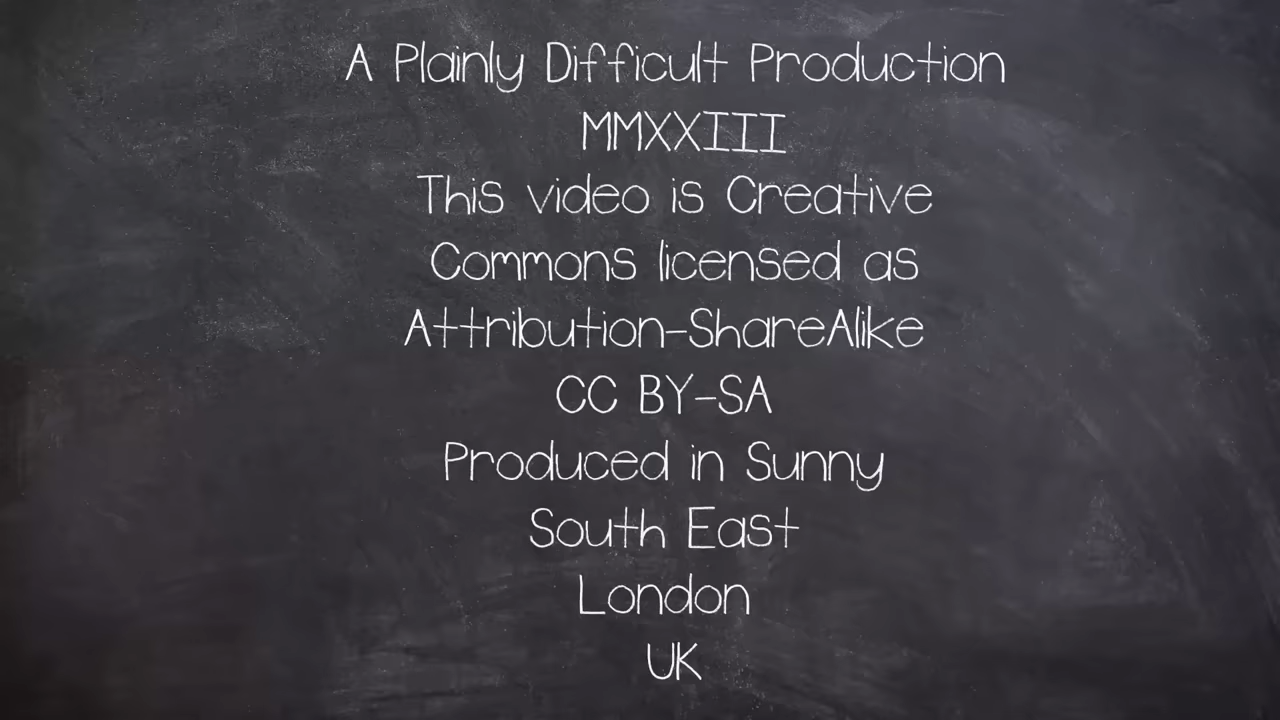 A Plainly Difficult Production
MMXXIII
This video is Creative
Commons licensed as
Attribution-ShareAlike
CC BY-SA
Produced in Sunny
South East
London
UK